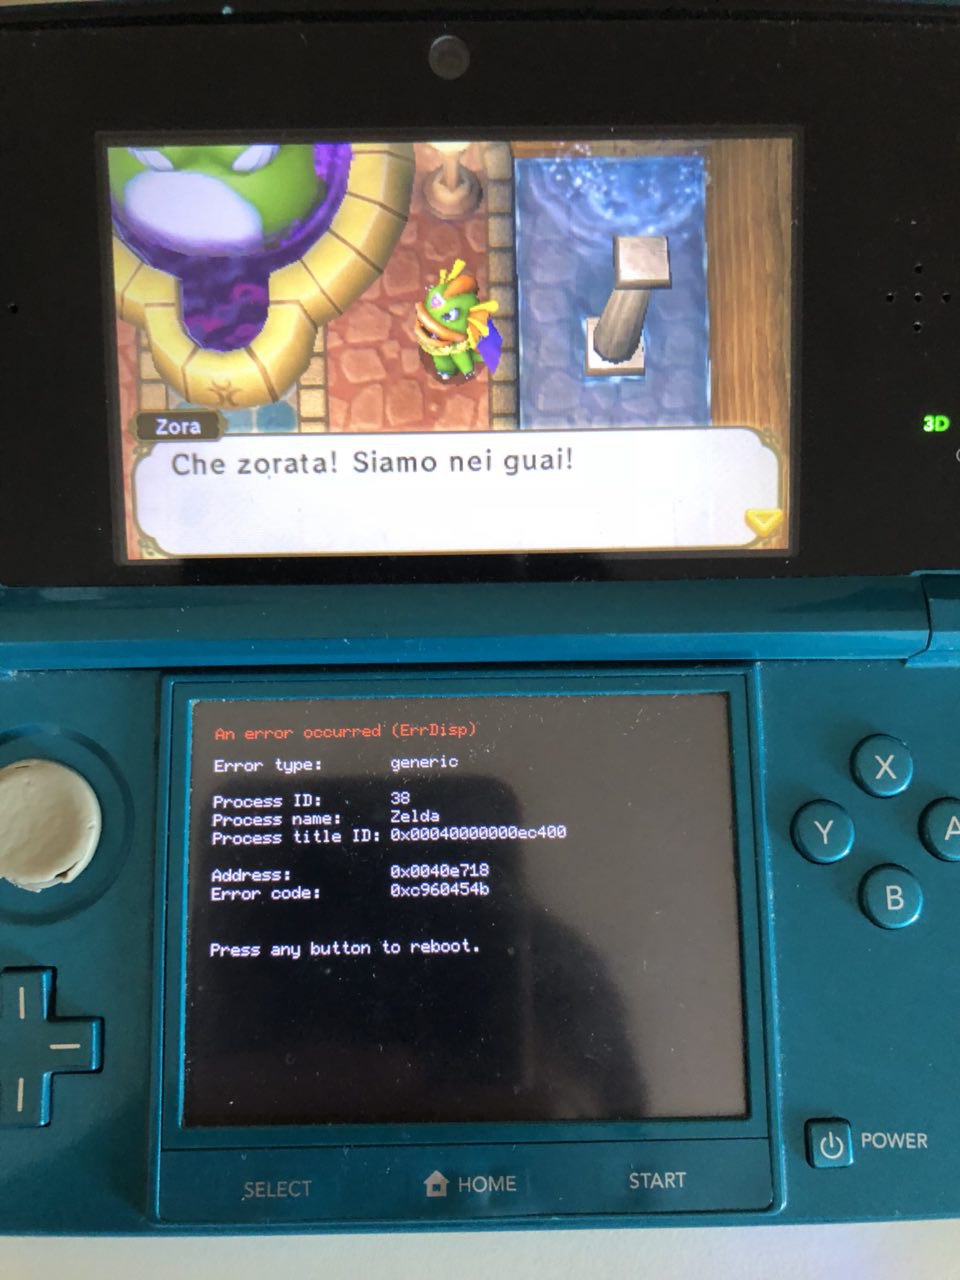 3D
Zora
Che zorata! Siamo nei guai!
An error occurred (ErrDisp)
Error type: generic
Process ID: 38
Process name: Zelda
Process title ID: 0x00040000000ec400
Address: 0x0040e718
Error code: 0xc960454b
Press any button to reboot.
X
Y
A
B
POWER
SELECT
HOME
START